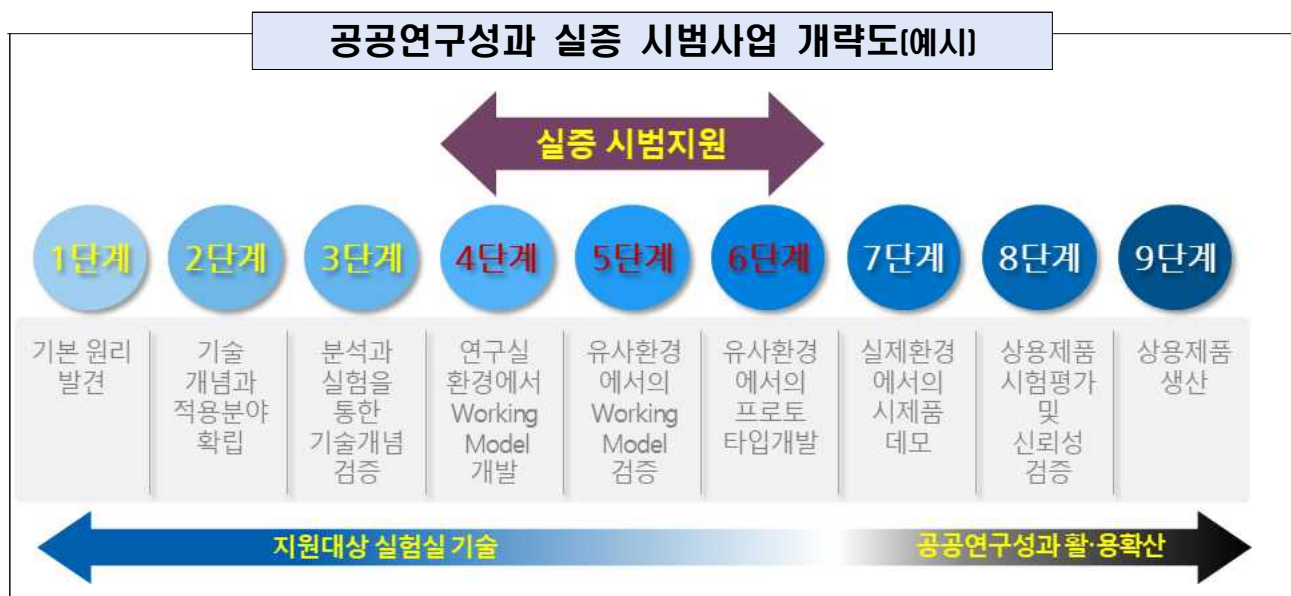 공공연구성과 실증 시범사업 개략도(예시)
실증 시범지원
1단계
2단계
3단계
4단계
5단계
6단계
7단계
8단계
9단계
기본 원리
발견
기술
개념과
적용분야
확립
분석과
실험을
통한
기술개념
검증
연구실
환경에서
Working
Model
개발
유사환경
에서의
Working
Model
검증
유사환경
에서의
프로토
타입개발
실제환경
에서의
시제품
데모
상용제품
시험평가
및
신뢰성
검증
상용제품
생산
지원대상 실험실 기술
공공연구성과 활·용확산